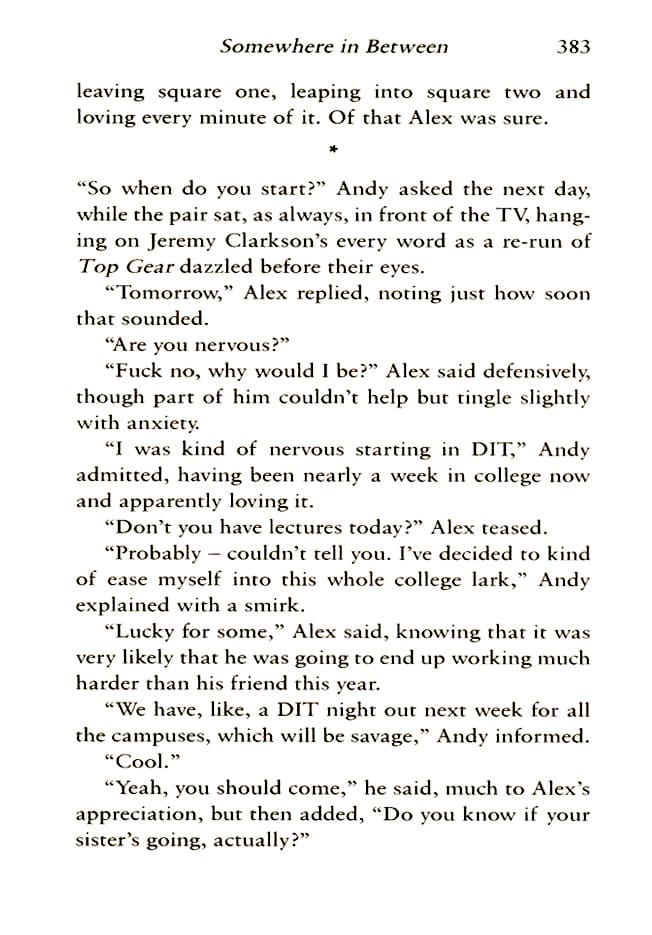 Somewhere in Between 383
leaving square one, leaping into square two and
loving every minute of it. Of that Alex was sure.
*
“So when do you start?” Andy asked the next day,
while the pair sat, as always, in front of the TV, hang-
ing on Jeremy Clarkson’s every word as a re-run of
Top Gear dazzled before their eyes.
“Tomorrow,” Alex replied, noting just how soon
that sounded.
“Are you nervous?”
“Fuck no, why would I be?” Alex said defensively,
though part of him couldn’t help but tingle slightly
with anxiety.
“I was kind of nervous starting in DIT,” Andy
admitted, having been nearly a week in college now
and apparently loving it.
“Don’t you have lectures today?” Alex teased.
“Probably – couldn’t tell you. I’ve decided to kind
of ease myself into this whole college lark,” Andy
explained with a smirk.
“Lucky for some,” Alex said, knowing that it was
very likely that he was going to end up working much
harder than his friend this year.
“We have, like, a DIT night out next week for all
the campuses, which will be savage,” Andy informed.
“Cool.”
“Yeah, you should come,” he said, much to Alex’s
appreciation, but then added, “Do you know if your
sister’s going, actually?”